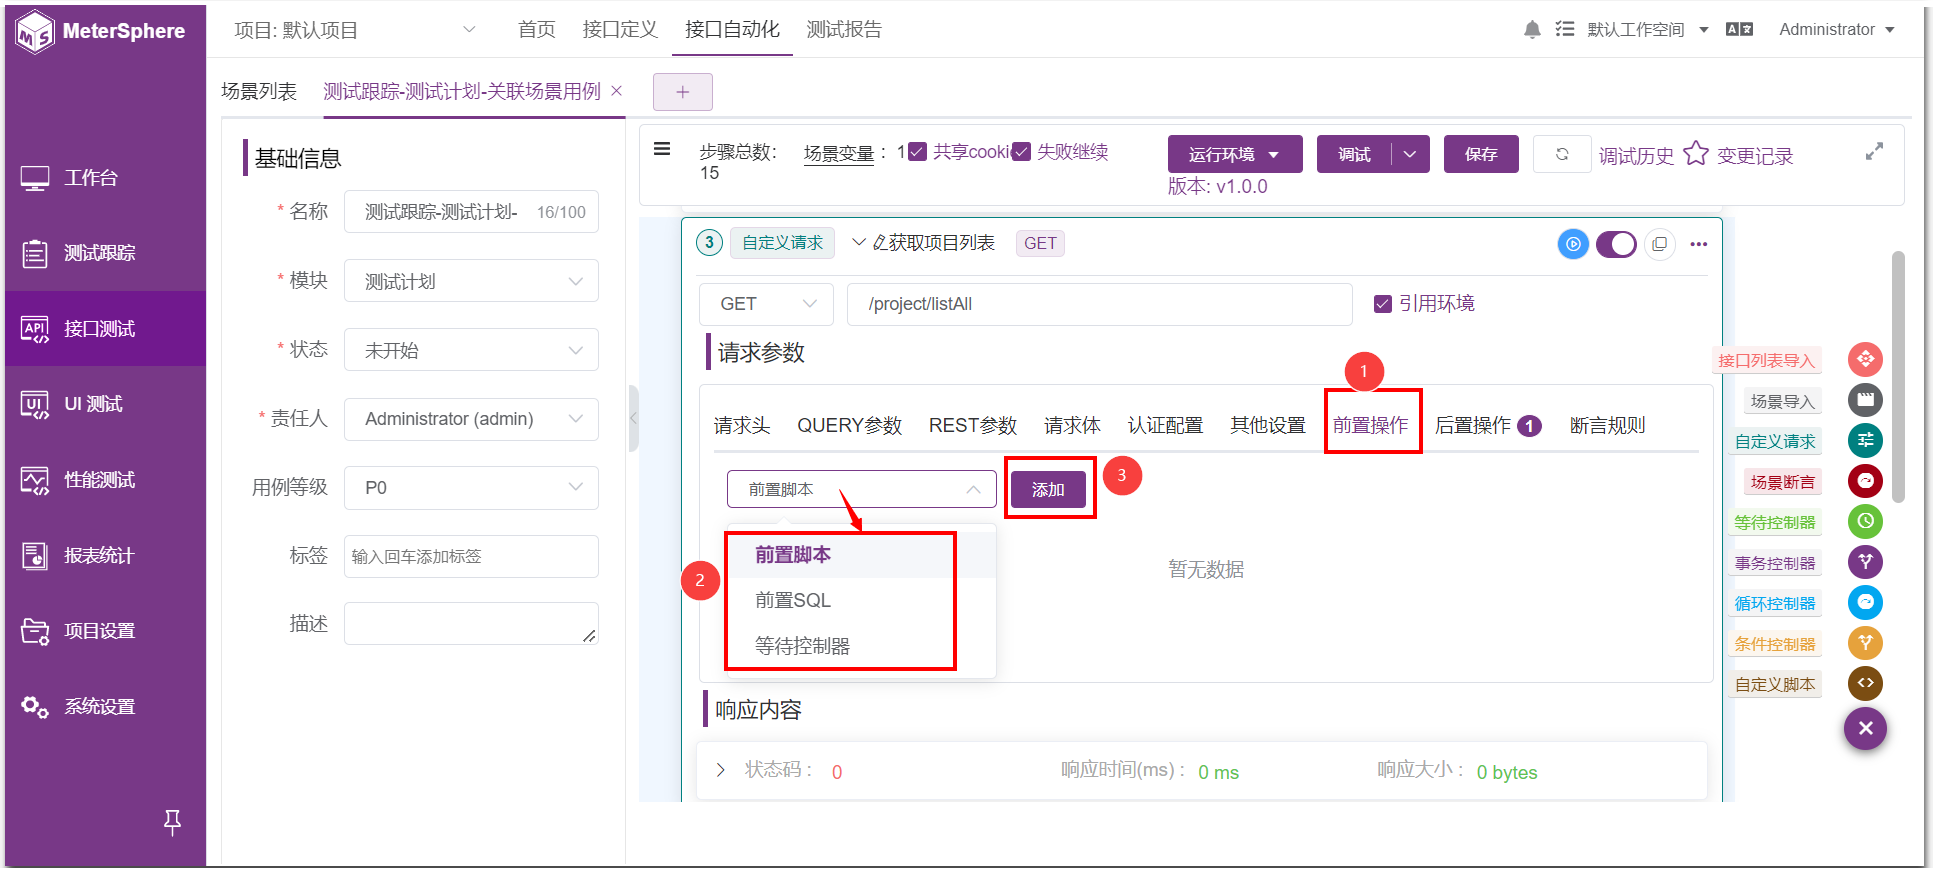 MeterSphere
项目: 默认项目
首页
接口定义
接口自动化
测试报告
默认工作空间
Administrator
场景列表
测试跟踪-测试计划-关联场景用例
工作台
测试跟踪
API
接口测试
UI
UI 测试
性能测试
报表统计
项目设置
系统设置
基础信息
* 名称
测试跟踪-测试计划-
16/100
* 模块
测试计划
* 状态
未开始
* 责任人
Administrator (admin)
用例等级
P0
标签
输入回车添加标签
描述
步骤总数：
15
场景变量 ： 1
共享cooki
失败继续
运行环境
调试
保存
调试历史
变更记录
版本: v1.0.0
3
自定义请求
获取项目列表
GET
GET
/project/listAll
引用环境
请求参数
1
请求头
QUERY参数
REST参数
请求体
认证配置
其他设置
前置操作
后置操作 1
断言规则
前置脚本
添加
3
2
前置脚本
前置SQL
等待控制器
暂无数据
响应内容
状态码 : 0
响应时间(ms) : 0 ms
响应大小 : 0 bytes
接口列表导入
场景导入
自定义请求
场景断言
等待控制器
事务控制器
循环控制器
条件控制器
自定义脚本